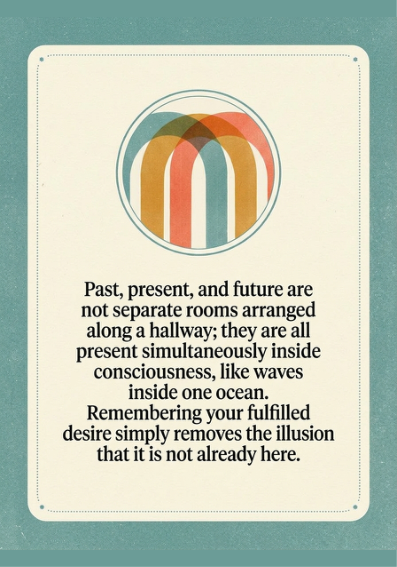 Past, present, and future are
not separate rooms arranged
along a hallway; they are all
present simultaneously inside
consciousness, like waves
inside one ocean.
Remembering your fulfilled
desire simply removes the illusion
that it is not already here.